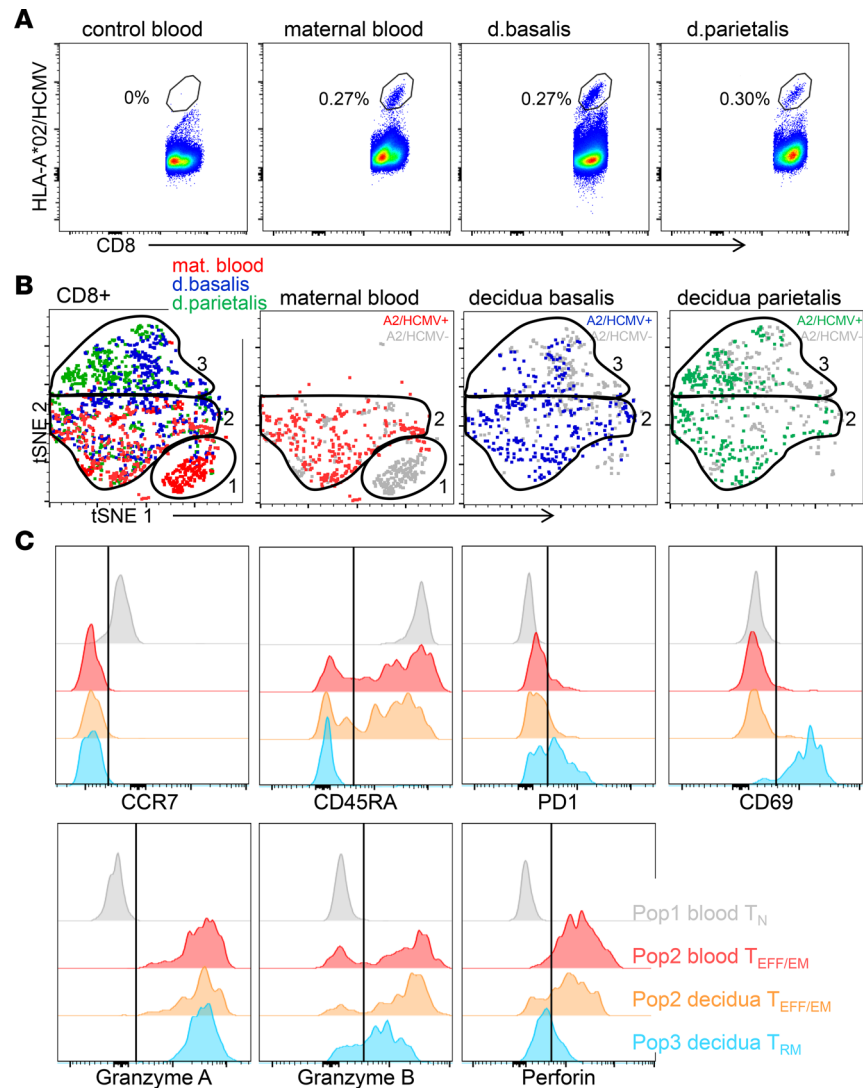 A
control blood
maternal blood
d.basalis
d.parietalis
HLA-A*02/HCMV
0%
0.27%
0.27%
0.30%
CD8
B
mat. blood
d.basalis
d.parietalis
CD8+
maternal blood
decidua basalis
decidua parietalis
A2/HCMV+
A2/HCMV-
A2/HCMV+
A2/HCMV-
A2/HCMV+
A2/HCMV-
3
2
1
2
1
3
2
3
2
tSNE 2
tSNE 1
C
CCR7
CD45RA
PD1
CD69
Pop1 blood TN
Pop2 blood TEFF/EM
Pop2 decidua TEFF/EM
Pop3 decidua TRM
Granzyme A
Granzyme B
Perforin